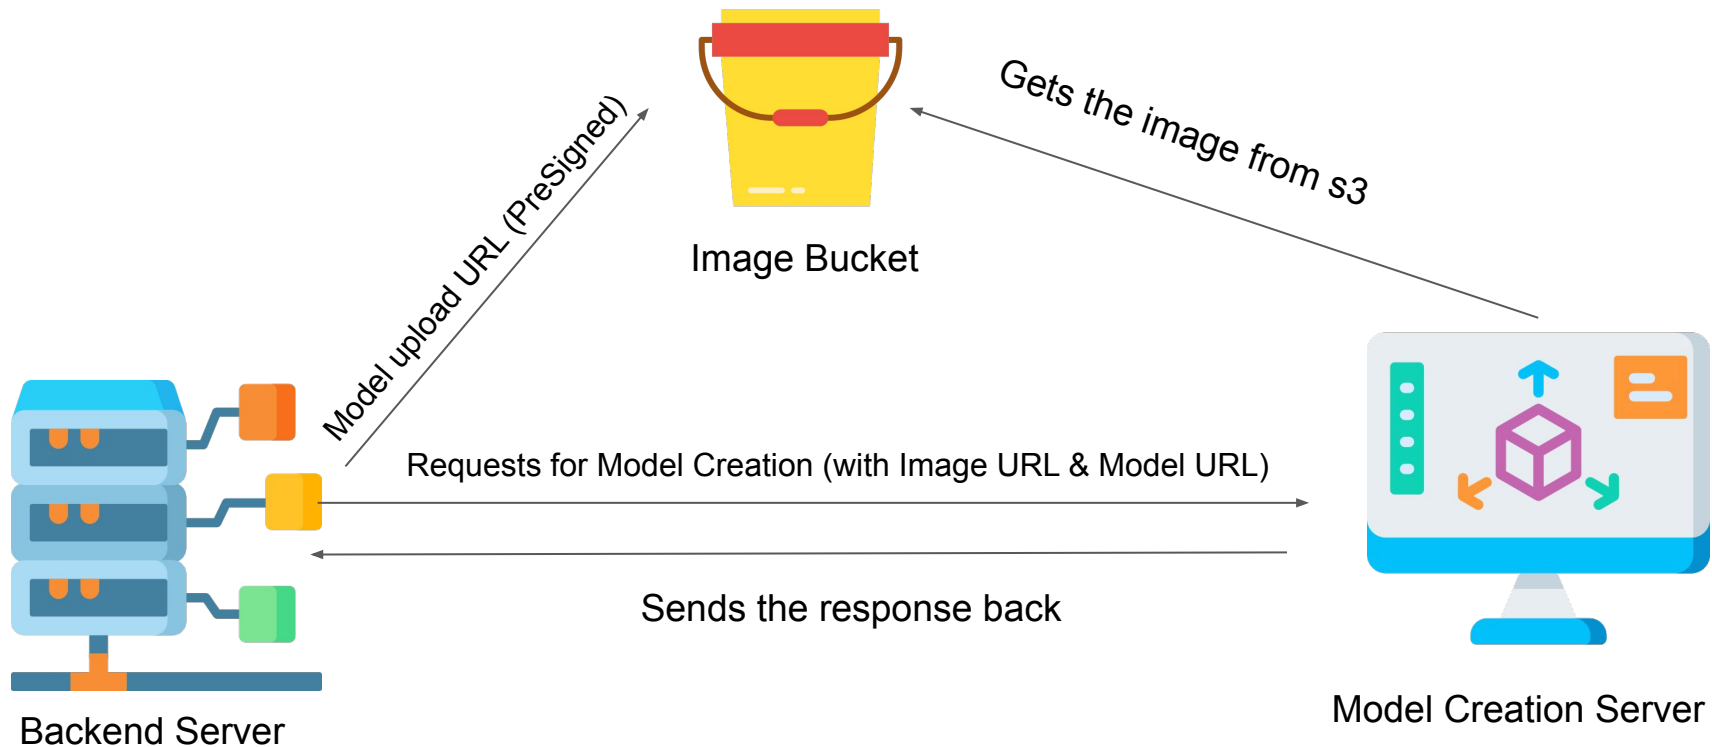 Gets the image from s3
Model upload URL (PreSigned)
Image Bucket
Requests for Model Creation (with Image URL & Model URL)
Sends the response back
Backend Server
Model Creation Server